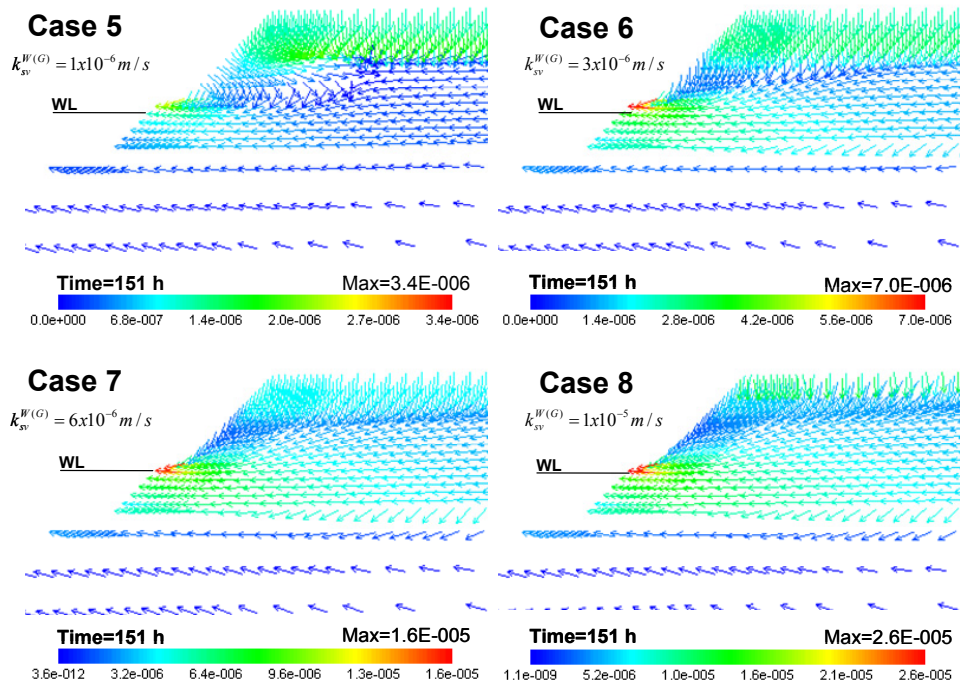 Case 5
k_sv^W(G) = 1x10^-6 m/s
WL
Time=151 h Max=3.4E-006
0.0e+000 6.8e-007 1.4e-006 2.0e-006 2.7e-006 3.4e-006
Case 6
k_sv^W(G) = 3x10^-6 m/s
WL
Time=151 h Max=7.0E-006
0.0e+000 1.4e-006 2.8e-006 4.2e-006 5.6e-006 7.0e-006
Case 7
k_sv^W(G) = 6x10^-6 m/s
WL
Time=151 h Max=1.6E-005
3.6e-012 3.2e-006 6.4e-006 9.6e-006 1.3e-005 1.6e-005
Case 8
k_sv^W(G) = 1x10^-5 m/s
WL
Time=151 h Max=2.6E-005
1.1e-009 5.2e-006 1.0e-005 1.6e-005 2.1e-005 2.6e-005